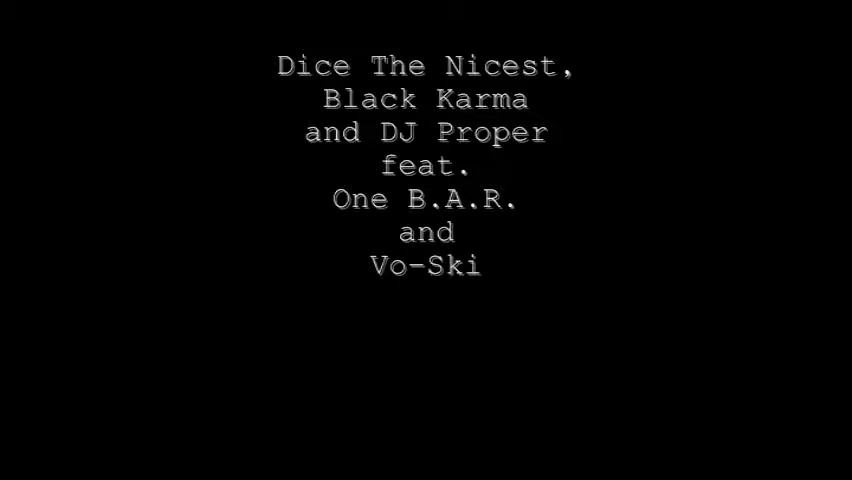 Dice The Nicest,
Black Karma
and DJ Proper
feat.
One B.A.R.
and
Vo-Ski